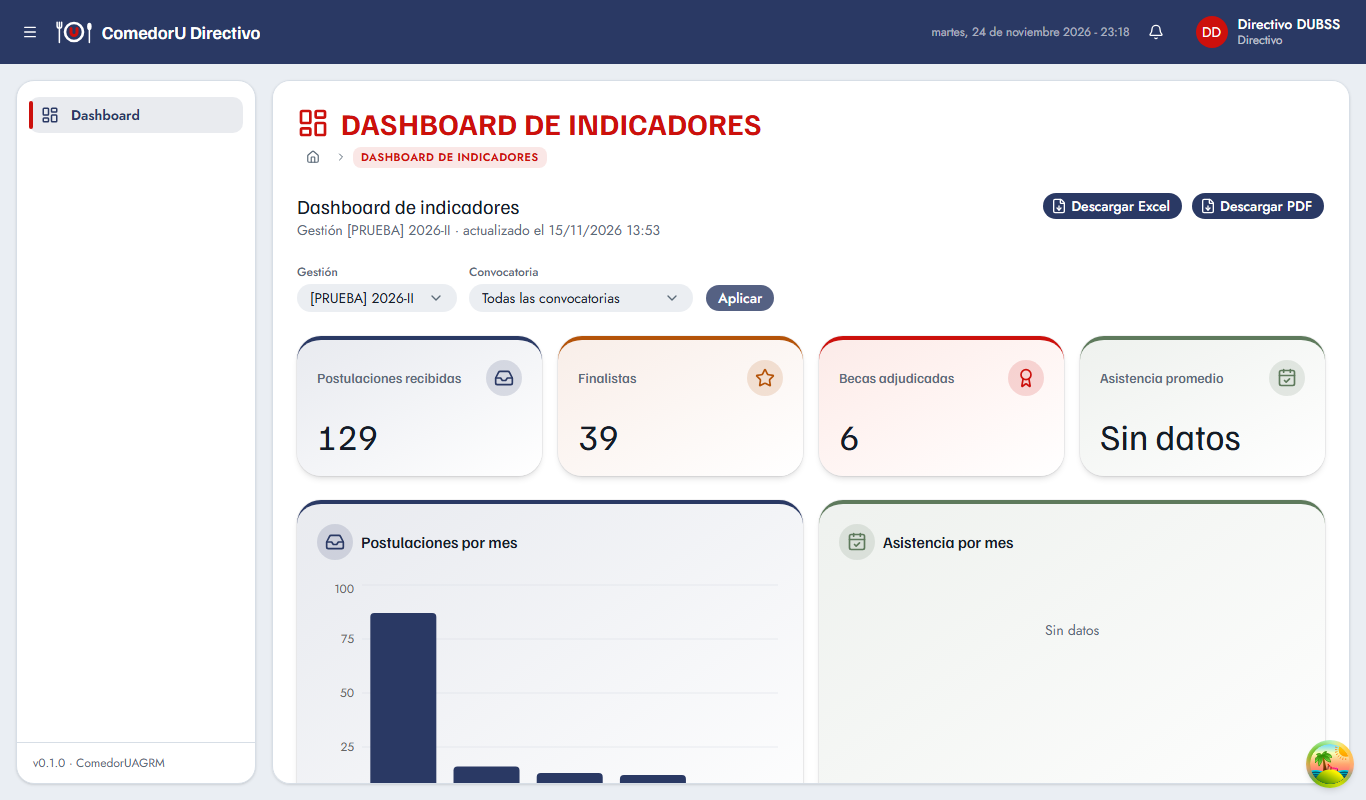 ComedorU Directivo
martes, 24 de noviembre 2026 - 23:18
DD
Directivo DUBSS
Directivo
Dashboard
DASHBOARD DE INDICADORES
DASHBOARD DE INDICADORES
Dashboard de indicadores
Gestión [PRUEBA] 2026-II · actualizado el 15/11/2026 13:53
Descargar Excel
Descargar PDF
Gestión
Convocatoria
[PRUEBA] 2026-II
Todas las convocatorias
Aplicar
Postulaciones recibidas
129
Finalistas
39
Becas adjudicadas
6
Asistencia promedio
Sin datos
Postulaciones por mes
100
75
50
25
Asistencia por mes
Sin datos
v0.1.0 · ComedorUAGRM